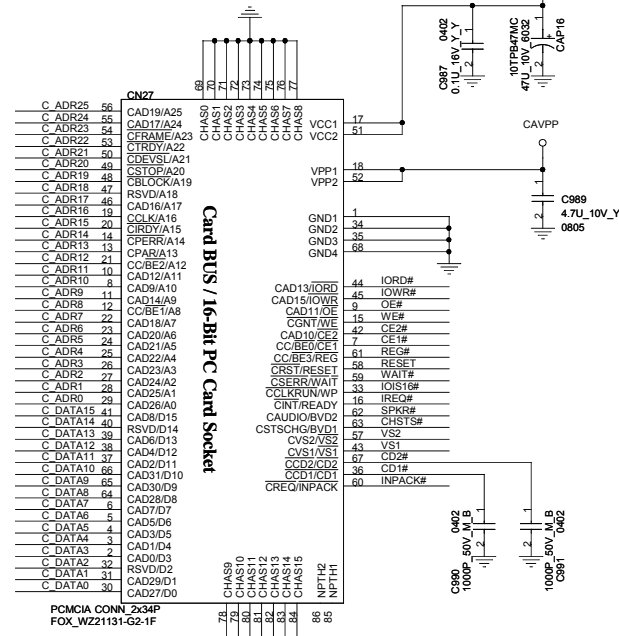 69
70
71
72
73
74
75
76
77
CN27
CHAS0
CHAS1
CHAS2
CHAS3
CHAS4
CHAS5
CHAS6
CHAS7
CHAS8
C_ADR25 56 CAD19/A25
C_ADR24 55 CAD17/A24
C_ADR23 54 CFRAME/A23
C_ADR22 53 CTRDY/A22
C_ADR21 50 CDEVSL/A21
C_ADR20 49 CSTOP/A20
C_ADR19 48 CBLOCK/A19
C_ADR18 47 RSVD/A18
C_ADR17 46 CAD16/A17
C_ADR16 19 CCLK/A16
C_ADR15 20 CIRDY/A15
C_ADR14 14 CPERR/A14
C_ADR13 13 CPAR/A13
C_ADR12 21 CC/BE2/A12
C_ADR11 10 CAD12/A11
C_ADR10 8 CAD9/A10
C_ADR9 11 CAD14/A9
C_ADR8 12 CC/BE1/A8
C_ADR7 22 CAD18/A7
C_ADR6 23 CAD20/A6
C_ADR5 24 CAD21/A5
C_ADR4 25 CAD22/A4
C_ADR3 26 CAD23/A3
C_ADR2 27 CAD24/A2
C_ADR1 28 CAD25/A1
C_ADR0 29 CAD26/A0
C_DATA15 41 CAD8/D15
C_DATA14 40 RSVD/D14
C_DATA13 39 CAD6/D13
C_DATA12 38 CAD4/D12
C_DATA11 37 CAD2/D11
C_DATA10 66 CAD31/D10
C_DATA9 65 CAD30/D9
C_DATA8 64 CAD28/D8
C_DATA7 6 CAD7/D7
C_DATA6 5 CAD5/D6
C_DATA5 4 CAD3/D5
C_DATA4 3 CAD1/D4
C_DATA3 2 CAD0/D3
C_DATA2 32 RSVD/D2
C_DATA1 31 CAD29/D1
C_DATA0 30 CAD27/D0
Card BUS / 16-Bit PC Card Socket
VCC1 17
VCC2 51
VPP1 18
VPP2 52
GND1 1
GND2 34
GND3 35
GND4 68
CAD13/IORD 44 IORD#
CAD15/IOWR 45 IOWR#
CAD11/OE 9 OE#
CGNT/WE 15 WE#
CAD10/CE2 42 CE2#
CC/BE0/CE1 7 CE1#
CC/BE3/REG 61 REG#
CRST/RESET 58 RESET
CSERR/WAIT 59 WAIT#
CCLKRUN/WP 33 IOIS16#
CINT/READY 16 IREQ#
CAUDIO/BVD2 62 SPKR#
CSTSCHG/BVD1 63 CHSTS#
CVS2/VS2 57 VS2
CVS1/VS1 43 VS1
CCD2/CD2 67 CD2#
CCD1/CD1 36 CD1#
CREQ/INPACK 60 INPACK#
CHAS9
CHAS10
CHAS11
CHAS12
CHAS13
CHAS14
CHAS15
NPTH2
NPTH1
78
79
80
81
82
83
84
86
85
PCMCIA CONN_2x34P
FOX_WZ21131-G2-1F
C987
0.1U_16V_Y_Y
0402
1
2
10TPB47MC
47U_10V_6032
CAP16
+
1
2
CAVPP
C989
4.7U_10V_Y
0805
1
2
C990
1000P_50V_M_B
0402
1
2
1000P_50V_M_B
0402
C991
1
2